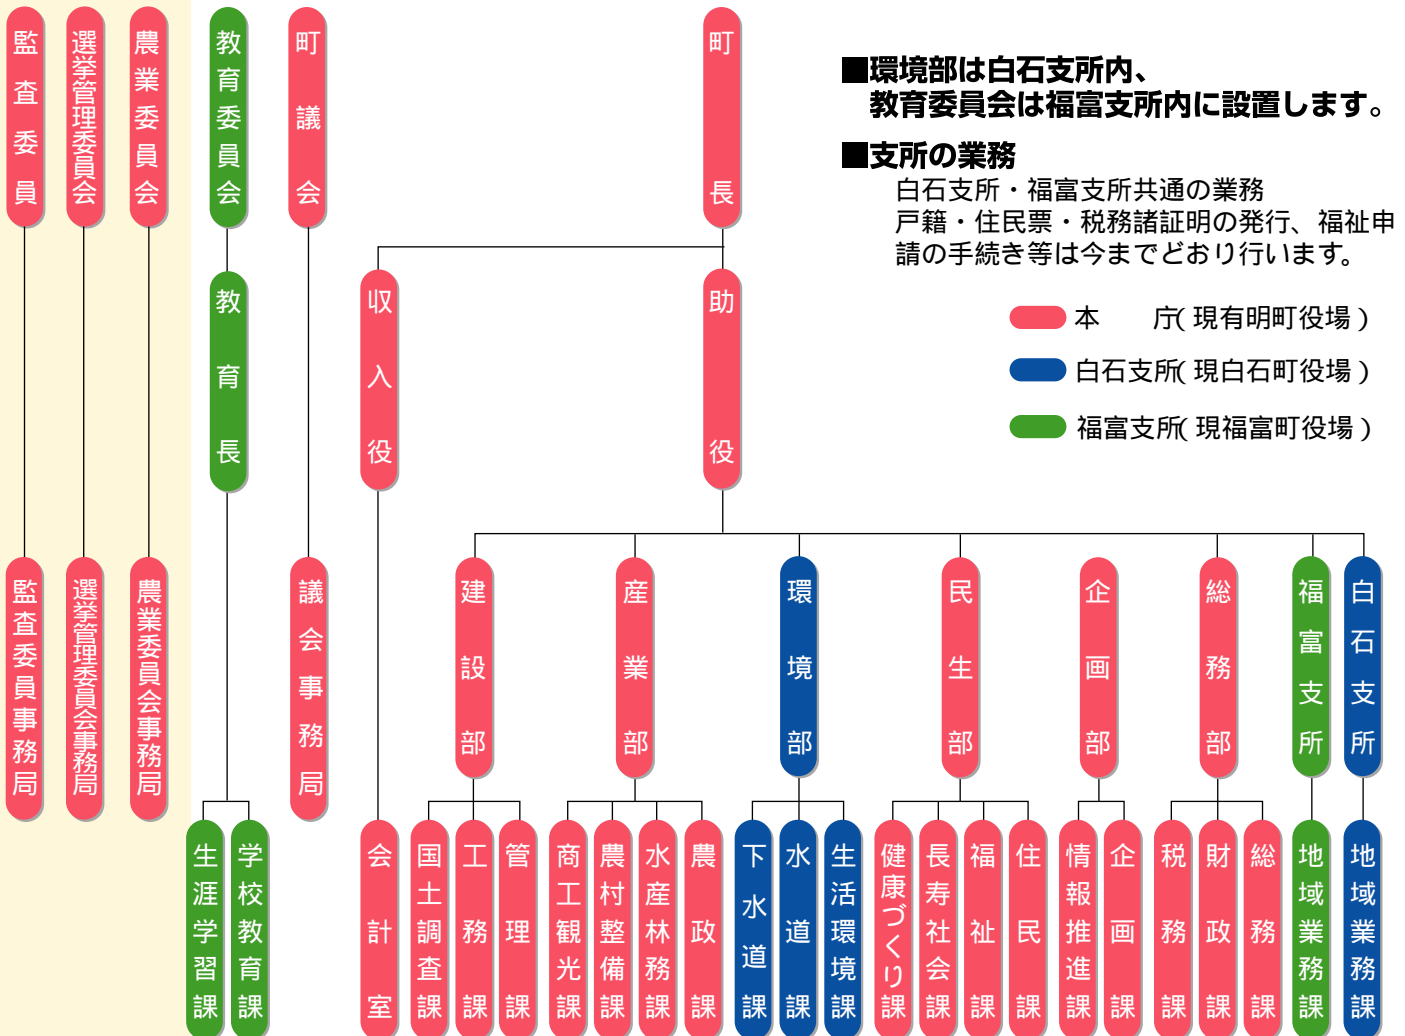 監査委員
選挙管理委員会
農業委員会
教育委員会
町議会
町長
■環境部は白石支所内、
教育委員会は福富支所内に設置します。
■支所の業務
白石支所・福富支所共通の業務
戸籍・住民票・税務諸証明の発行、福祉申
請の手続き等は今までどおり行います。
本　庁(現有明町役場)
白石支所(現白石町役場)
福富支所(現福富町役場)
教育長
収入役
助役
監査委員事務局
選挙管理委員会事務局
農業委員会事務局
議会事務局
建設部
産業部
環境部
民生部
企画部
総務部
福富支所
白石支所
生涯学習課
学校教育課
会計室
国土調査課
工務課
管理課
商工観光課
農村整備課
水産林務課
農政課
下水道課
水道課
生活環境課
健康づくり課
長寿社会課
福祉課
住民課
情報推進課
企画課
税務課
財政課
総務課
地域業務課
地域業務課